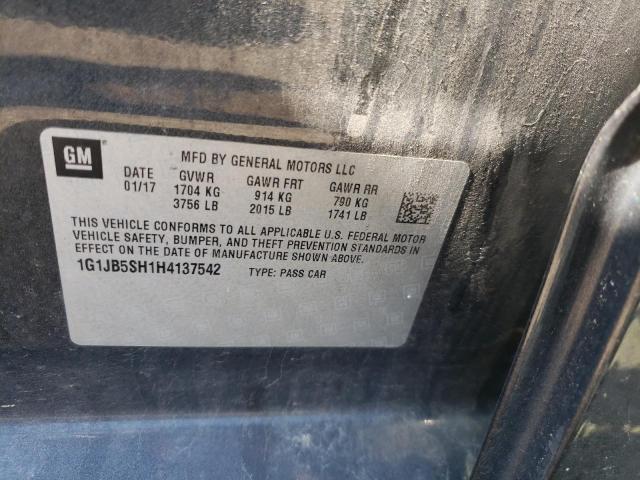 GM
MFD BY GENERAL MOTORS LLC
DATE GVWR GAWR FRT GAWR RR
01/17 1704 KG 914 KG 790 KG
3756 LB 2015 LB 1741 LB
THIS VEHICLE CONFORMS TO ALL APPLICABLE U.S. FEDERAL MOTOR
VEHICLE SAFETY, BUMPER, AND THEFT PREVENTION STANDARDS IN
EFFECT ON THE DATE OF MANUFACTURE SHOWN ABOVE.
1G1JB5SH1H4137542 TYPE: PASS CAR